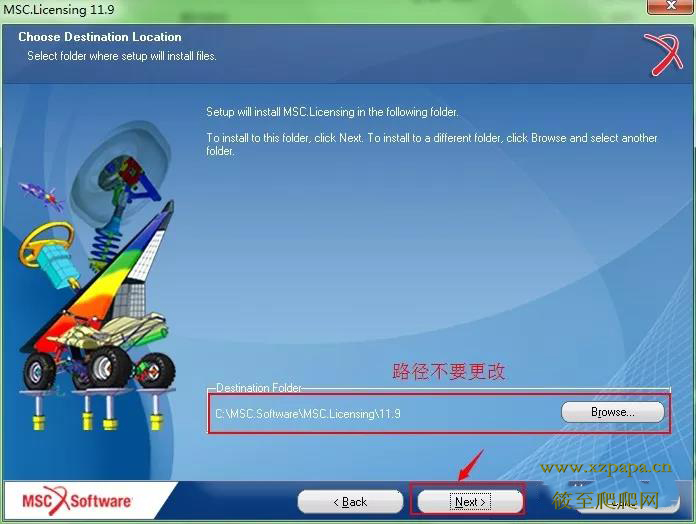 MSC.Licensing 11.9
Choose Destination Location
Select folder where setup will install files.
Setup will install MSC.Licensing in the following folder.
To install to this folder, click Next. To install to a different folder, click Browse and select another
folder.
路径不要更改
Destination Folder
C:\MSC.Software\MSC.Licensing\11.9
Browse...
www.xzpapa.cn
MSC Software
< Back
Next >
筱至爬爬网